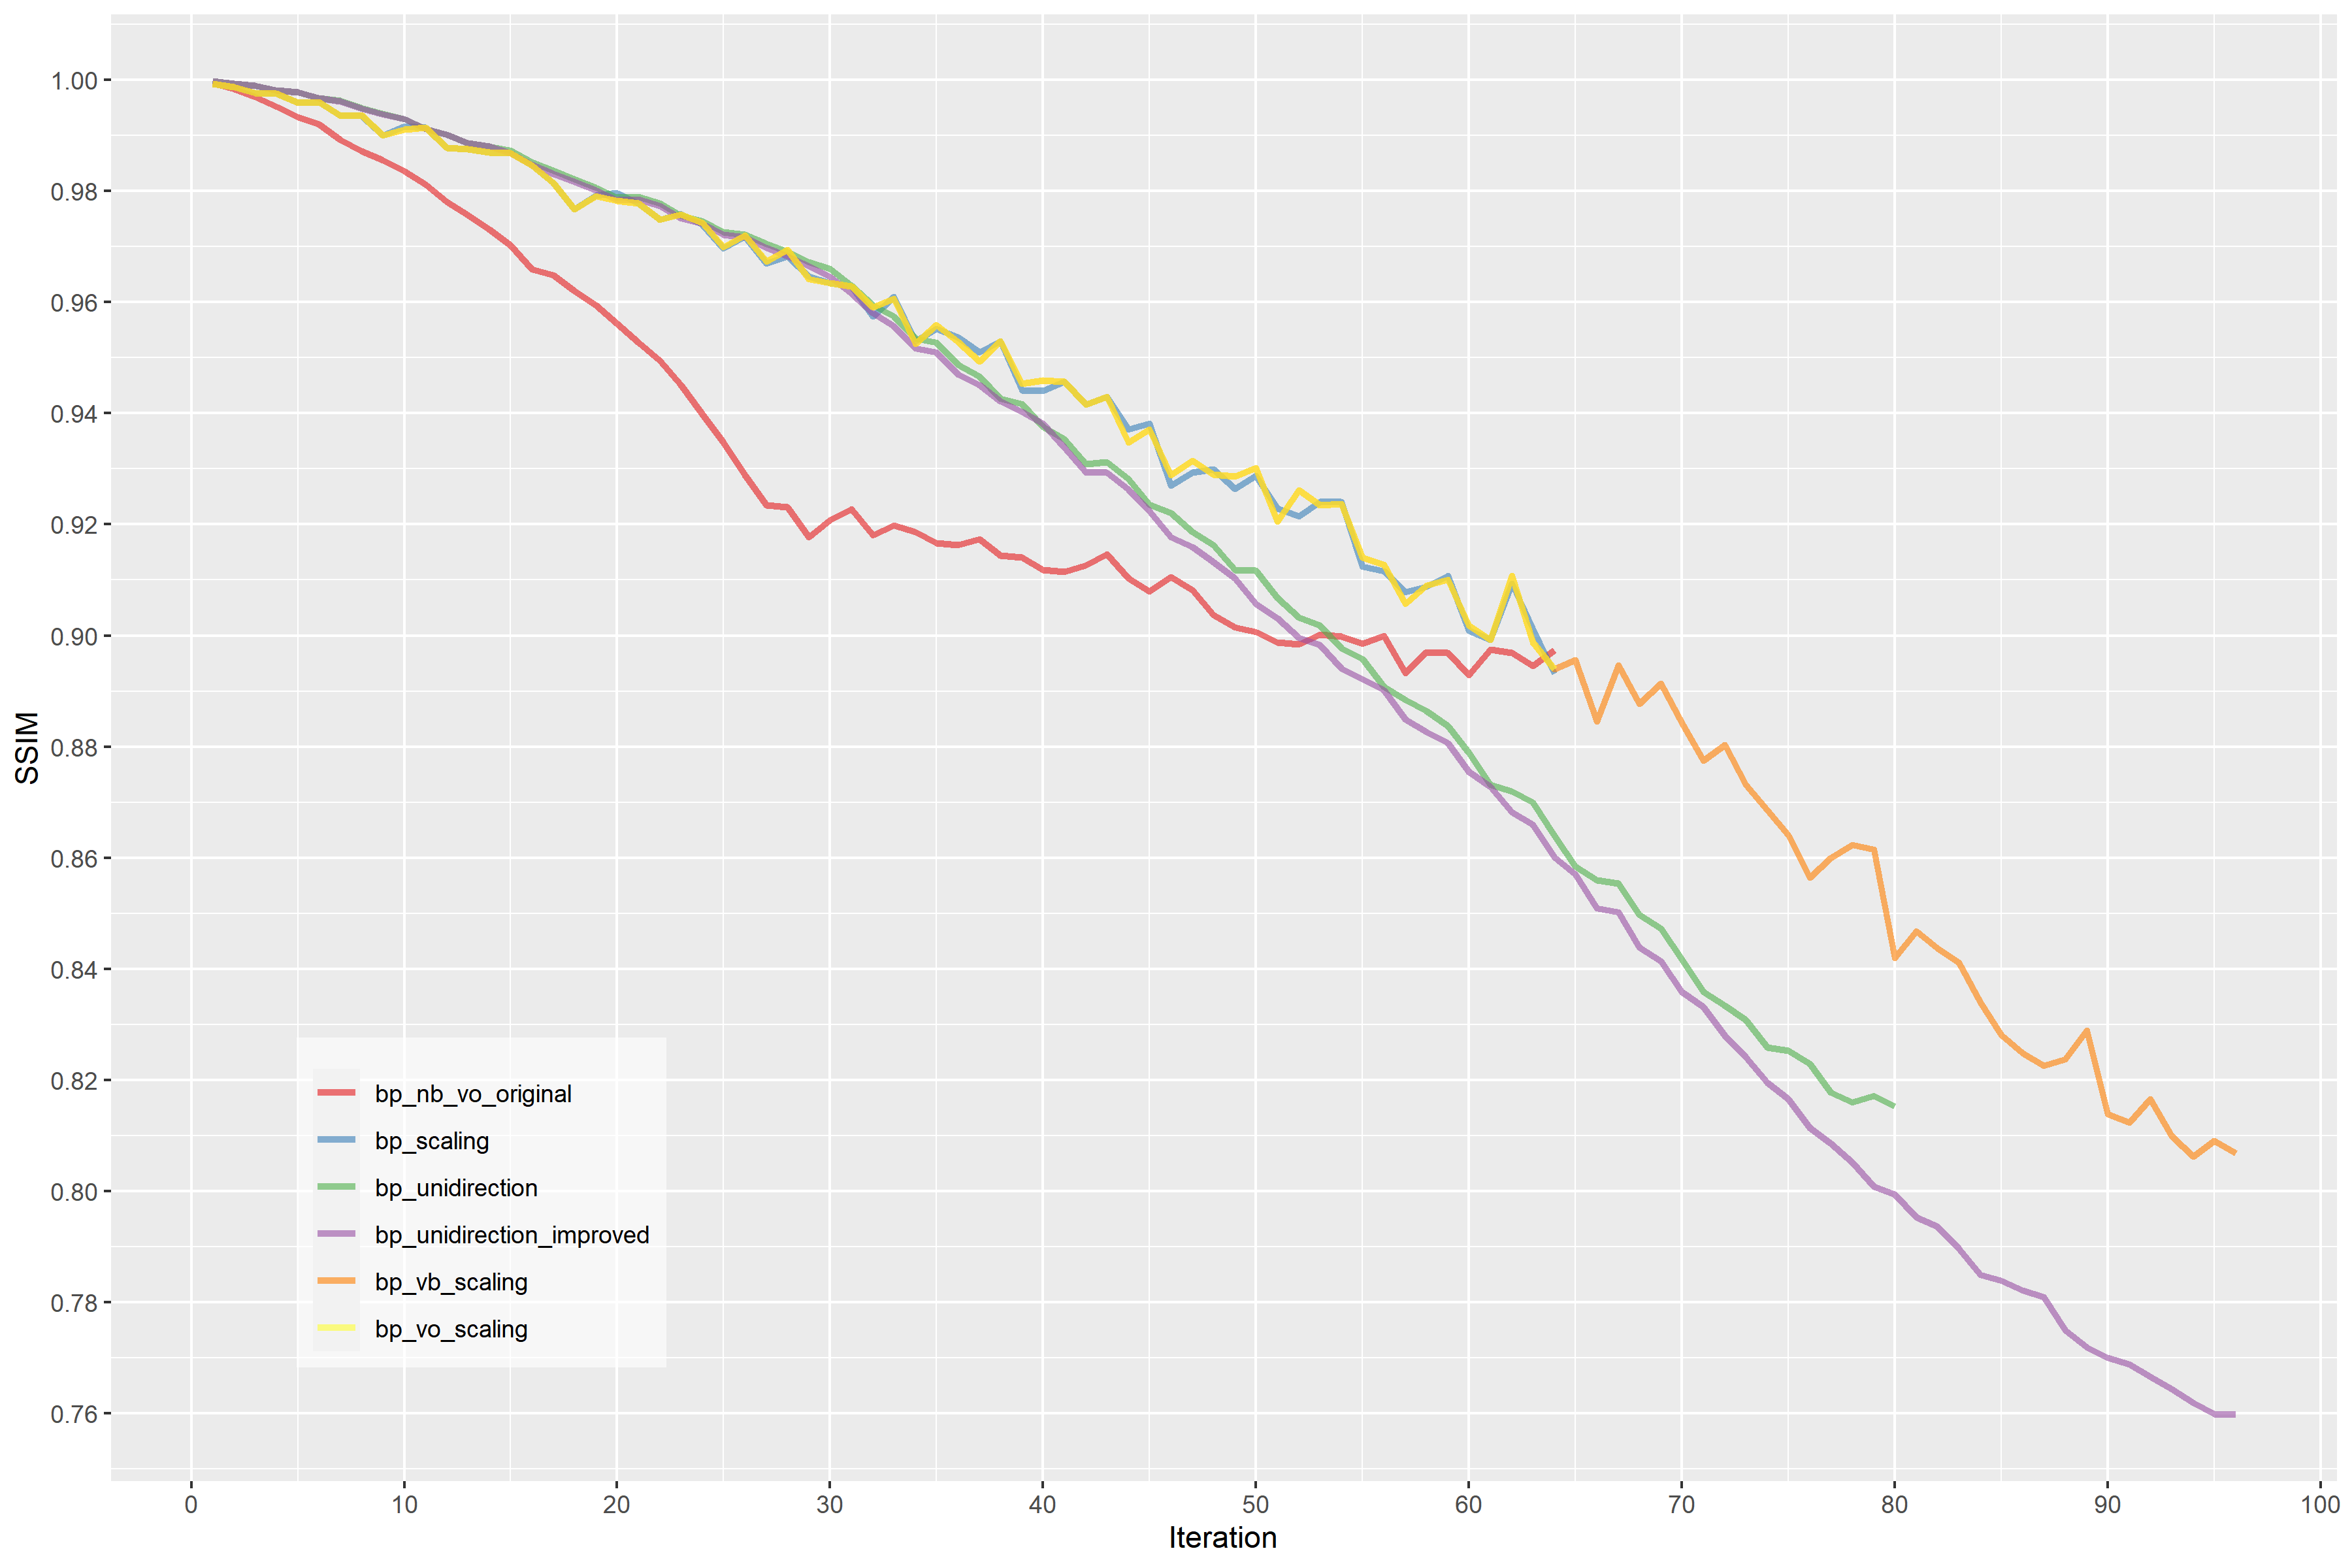 1.00
0.98
0.96
0.94
0.92
0.90
0.88
0.86
0.84
0.82
0.80
0.78
0.76
SSIM
bp_nb_vo_original
bp_scaling
bp_unidirection
bp_unidirection_improved
bp_vb_scaling
bp_vo_scaling
0 10 20 30 40 50 60 70 80 90 100
Iteration